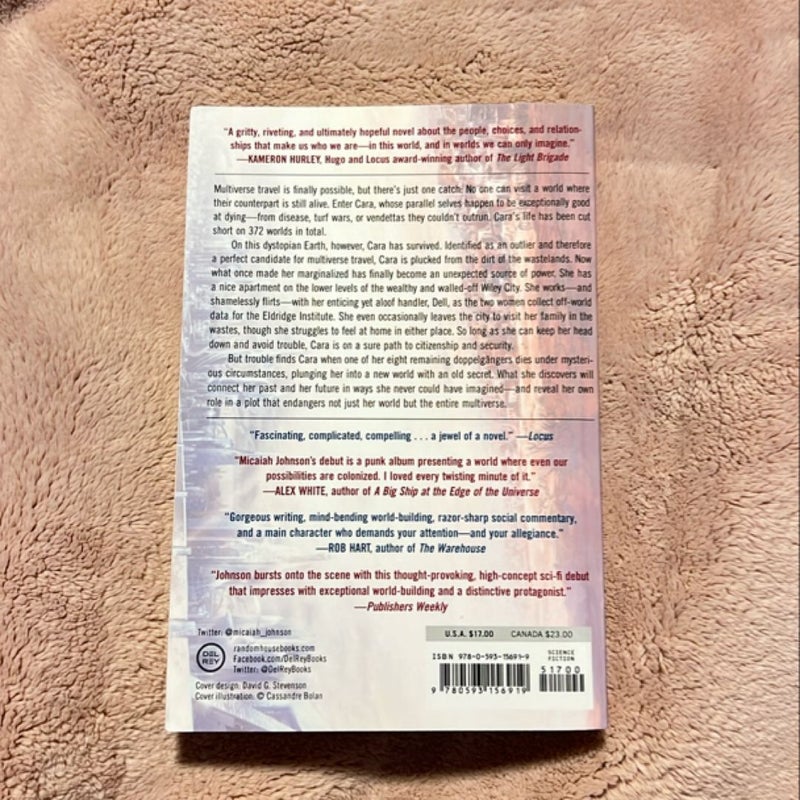 "A gritty, riveting, and ultimately hopeful novel about the people, choices, and relation-
ships that make us who we are—in this world, and in worlds we can only imagine."
—KAMERON HURLEY, Hugo and Locus award-winning author of The Light Brigade
Multiverse travel is finally possible, but there's just one catch: No one can visit a world where
their counterpart is still alive. Enter Cara, whose parallel selves happen to be exceptionally good
at dying—from disease, turf wars, or vendettas they couldn't outrun. Cara's life has been cut
short on 372 worlds in total.
On this dystopian Earth, however, Cara has survived. Identified as an outlier and therefore
a perfect candidate for multiverse travel, Cara is plucked from the dirt of the wastelands. Now
what once made her marginalized has finally become an unexpected source of power. She has
a nice apartment on the lower levels of the wealthy and walled-off Wiley City. She works—and
shamelessly flirts—with her enticing yet aloof handler, Dell, as the two women collect off-world
data for the Eldridge Institute. She even occasionally leaves the city to visit her family in the
wastes, though she struggles to feel at home in either place. So long as she can keep her head
down and avoid trouble, Cara is on a sure path to citizenship and security.
But trouble finds Cara when one of her eight remaining doppelgängers dies under mysteri-
ous circumstances, plunging her into a new world with an old secret. What she discovers will
connect her past and her future in ways she never could have imagined—and reveal her own
role in a plot that endangers not just her world but the entire multiverse.
"Fascinating, complicated, compelling . . . a jewel of a novel." —Locus
"Micaiah Johnson's debut is a punk album presenting a world where even our
possibilities are colonized. I loved every twisting minute of it."
—ALEX WHITE, author of A Big Ship at the Edge of the Universe
"Gorgeous writing, mind-bending world-building, razor-sharp social commentary,
and a main character who demands your attention—and your allegiance."
—ROB HART, author of The Warehouse
"Johnson bursts onto the scene with this thought-provoking, high-concept sci-fi debut
that impresses with exceptional world-building and a distinctive protagonist."
—Publishers Weekly
Twitter: @micaiah_johnson
DEL REY
randomhousebooks.com
Facebook.com/DelReyBooks
Twitter: @DelReyBooks
Cover design: David G. Stevenson
Cover illustration: © Cassandre Bolan
U.S.A. $17.00 CANADA $23.00
ISBN 978-0-593-15691-9
SCIENCE
FICTION
51700
9 780593 156919